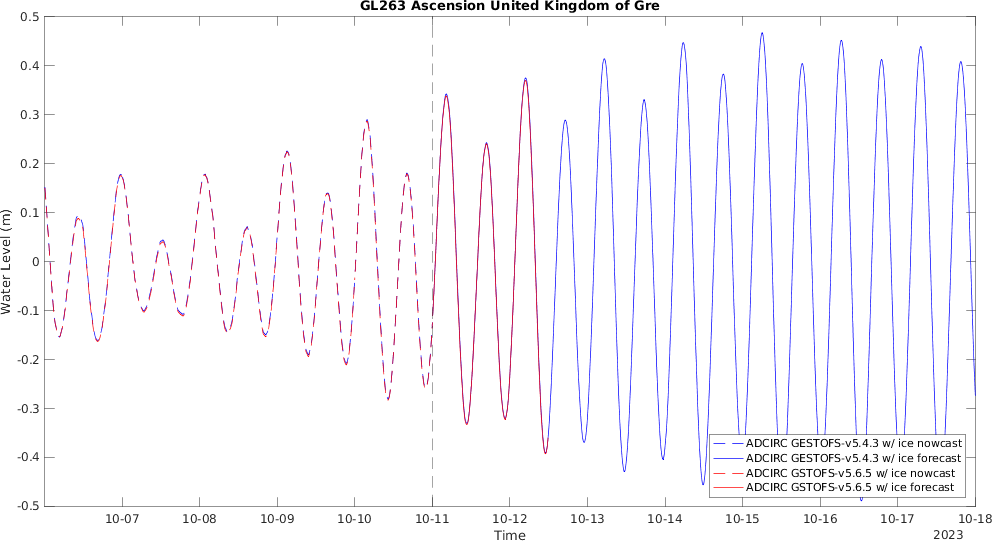 GL263 Ascension United Kingdom of Gre
0.5
0.4
0.3
0.2
0.1
0
-0.1
-0.2
-0.3
-0.4
-0.5
Water Level (m)
ADCIRC GESTOFS-v5.4.3 w/ ice nowcast
ADCIRC GESTOFS-v5.4.3 w/ ice forecast
ADCIRC GSTOFS-v5.6.5 w/ ice nowcast
ADCIRC GSTOFS-v5.6.5 w/ ice forecast
10-07 10-08 10-09 10-10 10-11 10-12 10-13 10-14 10-15 10-16 10-17 10-18
Time
2023